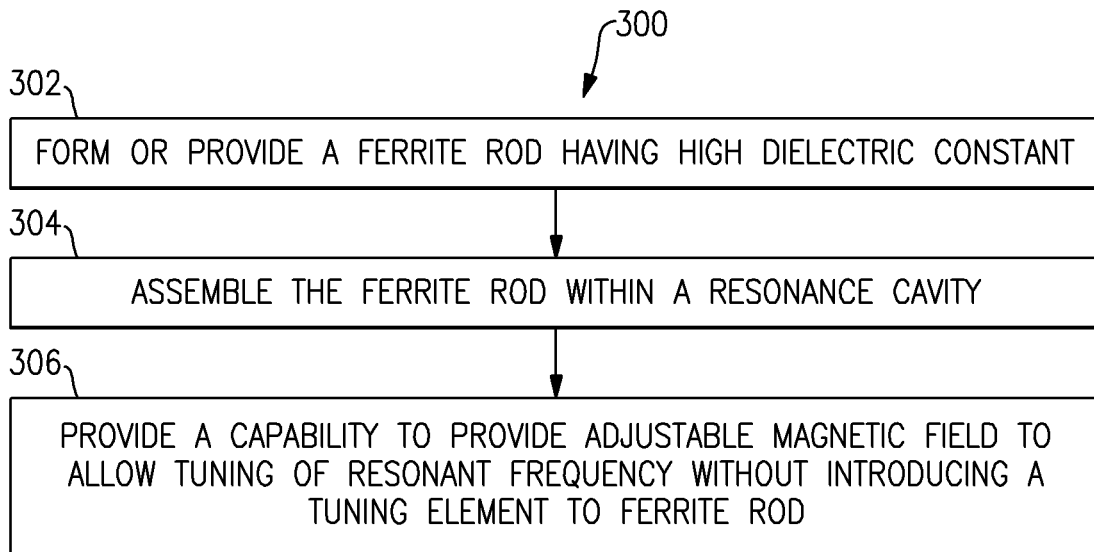 300
302
FORM OR PROVIDE A FERRITE ROD HAVING HIGH DIELECTRIC CONSTANT
304
ASSEMBLE THE FERRITE ROD WITHIN A RESONANCE CAVITY
306
PROVIDE A CAPABILITY TO PROVIDE ADJUSTABLE MAGNETIC FIELD TO
ALLOW TUNING OF RESONANT FREQUENCY WITHOUT INTRODUCING A
TUNING ELEMENT TO FERRITE ROD